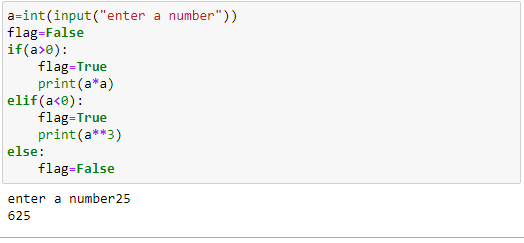 a=int(input("enter a number"))
flag=False
if(a>0):
    flag=True
    print(a*a)
elif(a<0):
    flag=True
    print(a**3)
else:
    flag=False
enter a number25
625